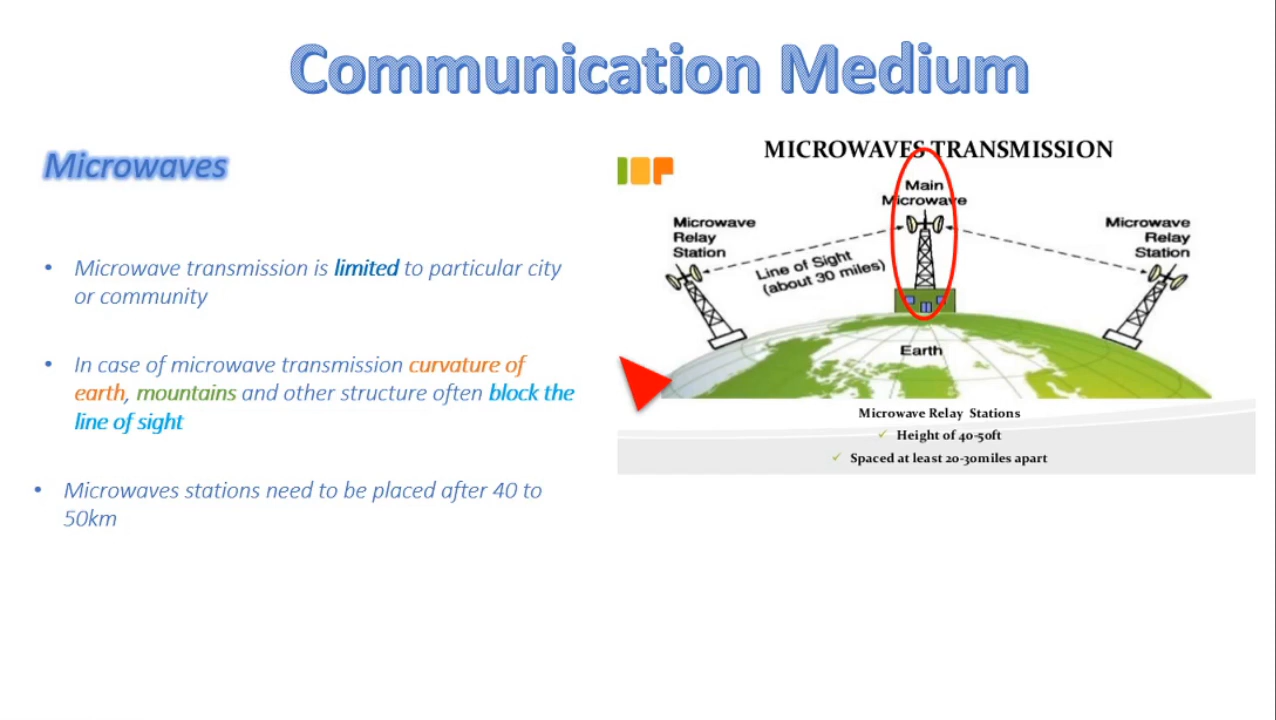 Communication Medium
Microwaves
• Microwave transmission is limited to particular city
or community
• In case of microwave transmission curvature of
earth, mountains and other structure often block the
line of sight
• Microwaves stations need to be placed after 40 to
50km
MICROWAVES TRANSMISSION
Main
Microwave
Microwave
Relay
Station
Line of Sight
(about 30 miles)
Microwave
Relay
Station
Earth
Microwave Relay Stations
✓ Height of 40-50ft
✓ Spaced at least 20-30miles apart